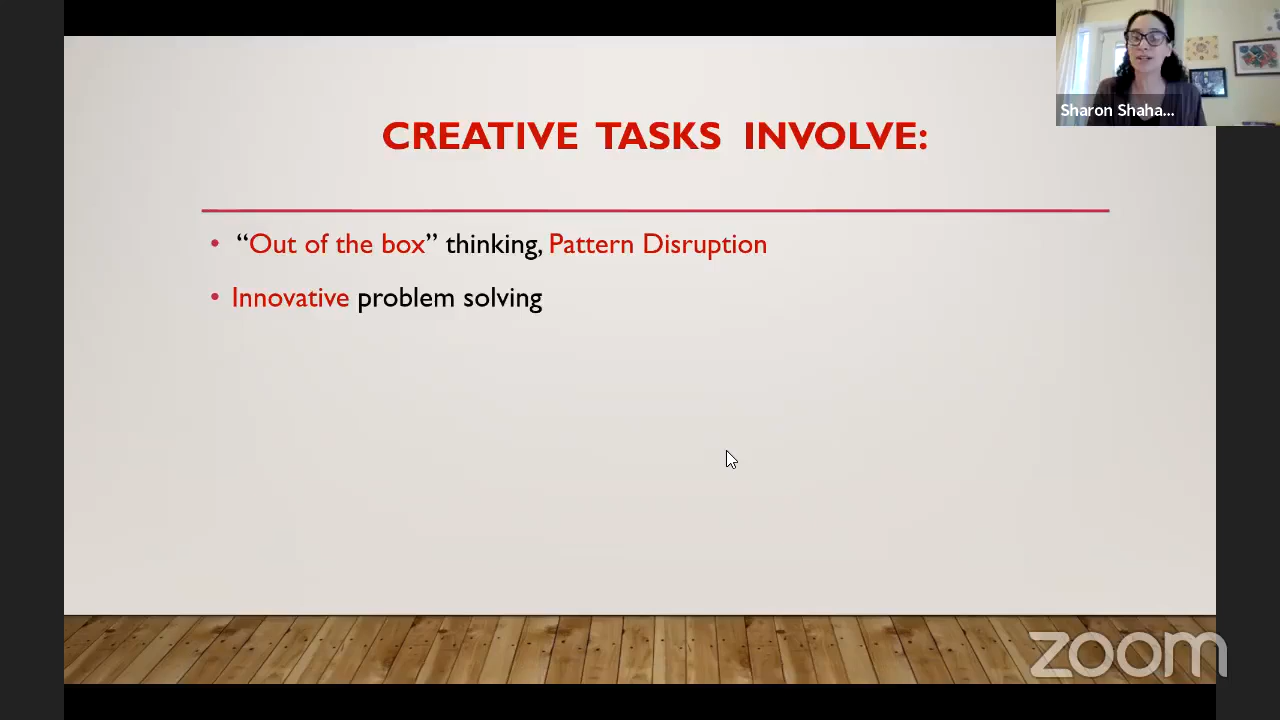 Sharon Shaha...
CREATIVE TASKS INVOLVE:
• “Out of the box” thinking, Pattern Disruption
• Innovative problem solving
zoom